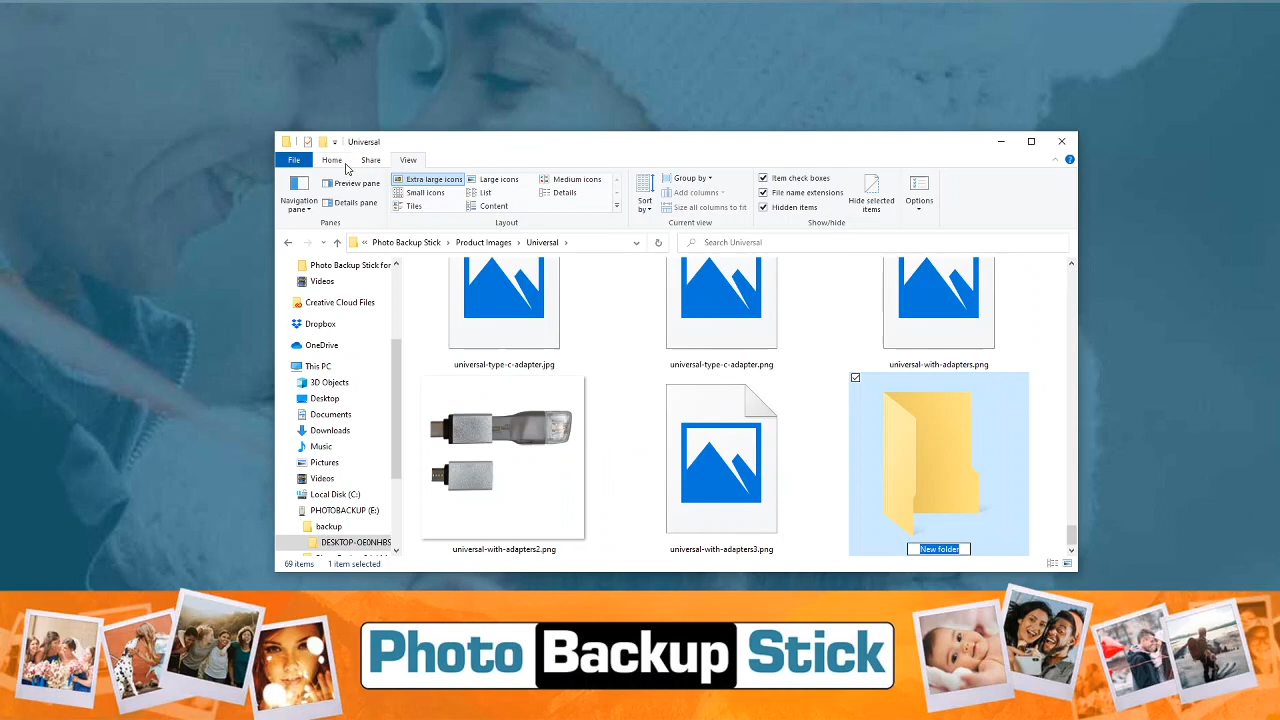 Universal
File
Home
Share
View
Navigation pane
Preview pane
Details pane
Panes
Extra large icons
Large icons
Medium icons
Small icons
List
Details
Tiles
Content
Layout
Sort by
Group by
Add columns
Size all columns to fit
Current view
Item check boxes
File name extensions
Hidden items
Hide selected items
Show/hide
Options
« Photo Backup Stick > Product Images > Universal >
Search Universal
Photo Backup Stick for
Videos
Creative Cloud Files
Dropbox
OneDrive
This PC
3D Objects
Desktop
Documents
Downloads
Music
Pictures
Videos
Local Disk (C:)
PHOTOBACKUP (E:)
backup
DESKTOP-OE0NHBS
universal-type-c-adapter.jpg
universal-type-c-adapter.png
universal-with-adapters.png
universal-with-adapters2.png
universal-with-adapters3.png
New folder
69 items
1 item selected
Photo Backup Stick